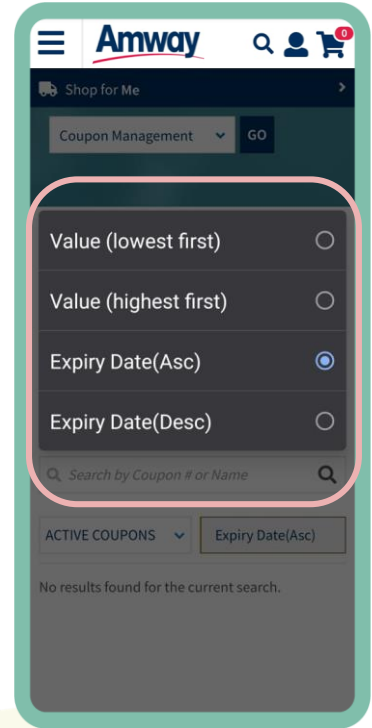 Amway
0
Shop for Me
Coupon Management
GO
Value (lowest first)
Value (highest first)
Expiry Date(Asc)
Expiry Date(Desc)
Search by Coupon # or Name
ACTIVE COUPONS
Expiry Date(Asc)
No results found for the current search.